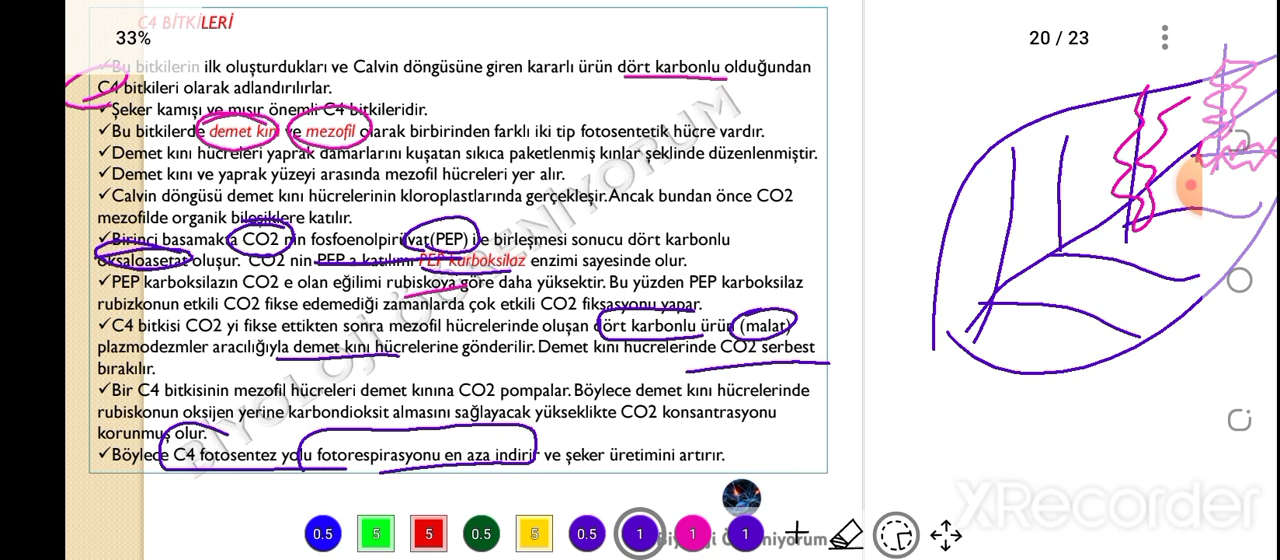 C4 BİTKİLERİ
33%
20 / 23
✓Bu bitkilerin ilk oluşturdukları ve Calvin döngüsüne giren kararlı ürün dört karbonlu olduğundan
C4 bitkileri olarak adlandırılırlar.
✓Şeker kamışı ve mısır önemli C4 bitkileridir.
✓Bu bitkilerde demet kını ve mezofil olarak birbirinden farklı iki tip fotosentetik hücre vardır.
✓Demet kını hücreleri yaprak damarlarını kuşatan sıkıca paketlenmiş kınlar şeklinde düzenlenmiştir.
✓Demet kını ve yaprak yüzeyi arasında mezofil hücreleri yer alır.
✓Calvin döngüsü demet kını hücrelerinin kloroplastlarında gerçekleşir. Ancak bundan önce CO2
mezofilde organik bileşiklere katılır.
✓Birinci basamakta CO2 nin fosfoenolpirüvat(PEP) ile birleşmesi sonucu dört karbonlu
oksaloasetat oluşur. CO2 nin PEP a katılımı PEP karboksilaz enzimi sayesinde olur.
✓PEP karboksilazın CO2 e olan eğilimi rubiskoya göre daha yüksektir. Bu yüzden PEP karboksilaz
rubizkonun etkili CO2 fikse edemediği zamanlarda çok etkili CO2 fiksasyonu yapar.
✓C4 bitkisi CO2 yi fikse ettikten sonra mezofil hücrelerinde oluşan dört karbonlu ürün (malat)
plazmodezmler aracılığıyla demet kını hücrelerine gönderilir. Demet kını hücrelerinde CO2 serbest
bırakılır.
✓Bir C4 bitkisinin mezofil hücreleri demet kınına CO2 pompalar. Böylece demet kını hücrelerinde
rubiskonun oksijen yerine karbondioksit almasını sağlayacak yükseklikte CO2 konsantrasyonu
korunmuş olur.
✓Böylece C4 fotosentez yolu fotorespirasyonu en aza indirir ve şeker üretimini artırır.
BİYOLOJİ ÖĞRENİYORUM
XRecorder
0.5 5 5 0.5 5 0.5 1 1 1
Biyoloji Öğreniyorum